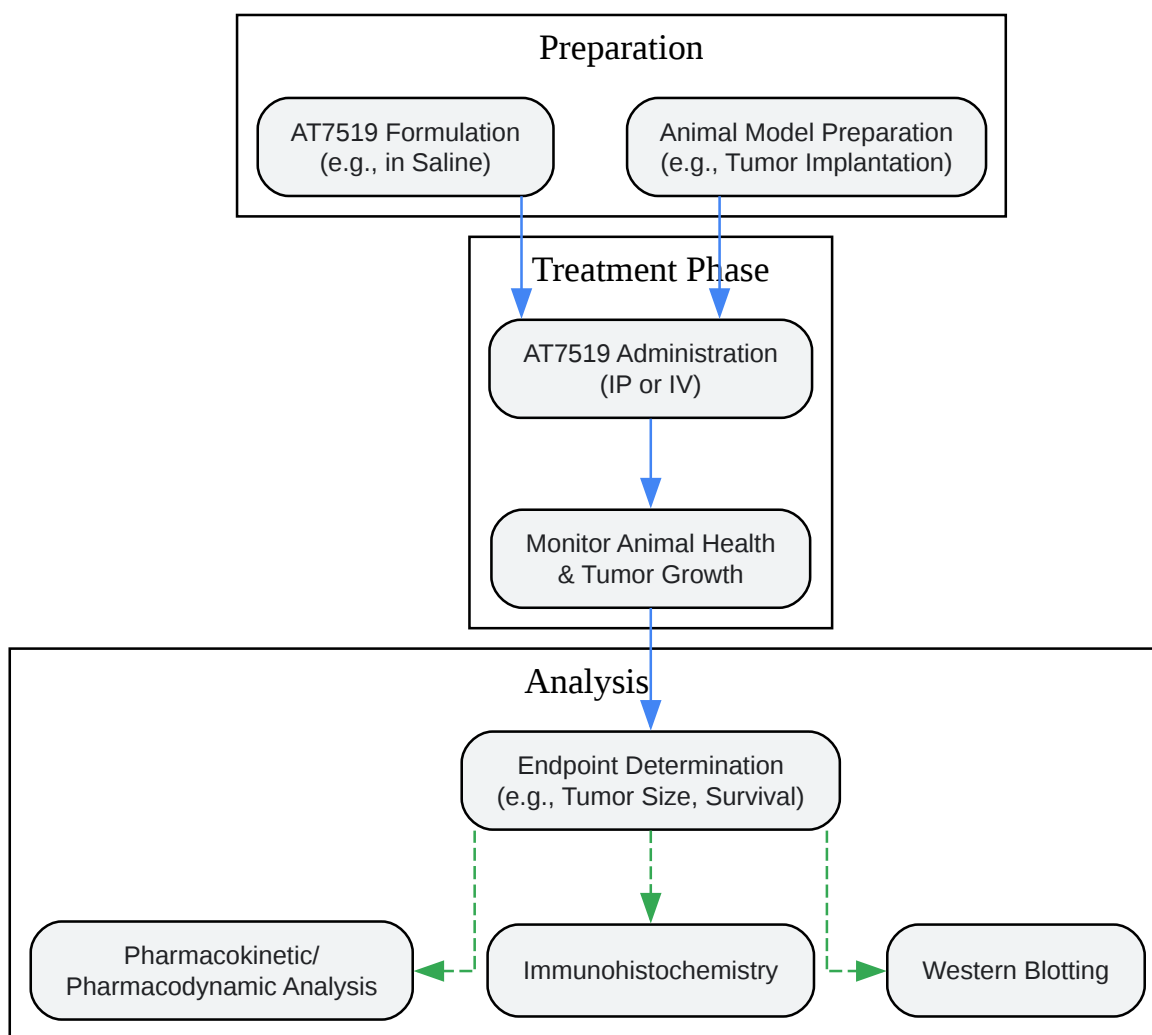 Preparation
AT7519 Formulation
(e.g., in Saline)
Animal Model Preparation
(e.g., Tumor Implantation)
Treatment Phase
AT7519 Administration
(IP or IV)
Monitor Animal Health
& Tumor Growth
Analysis
Endpoint Determination
(e.g., Tumor Size, Survival)
Pharmacokinetic/
Pharmacodynamic Analysis
Immunohistochemistry
Western Blotting